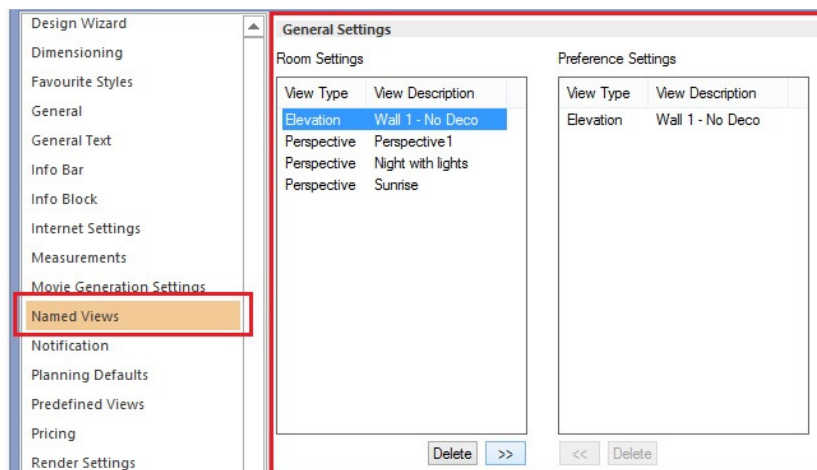 Design Wizard
Dimensioning
Favourite Styles
General
General Text
Info Bar
Info Block
Internet Settings
Measurements
Movie Generation Settings
Named Views
Notification
Planning Defaults
Predefined Views
Pricing
Render Settings
General Settings
Room Settings
View Type View Description
Elevation Wall 1 - No Deco
Perspective Perspective1
Perspective Night with lights
Perspective Sunrise
Delete >>
Preference Settings
View Type View Description
Elevation Wall 1 - No Deco
<< Delete